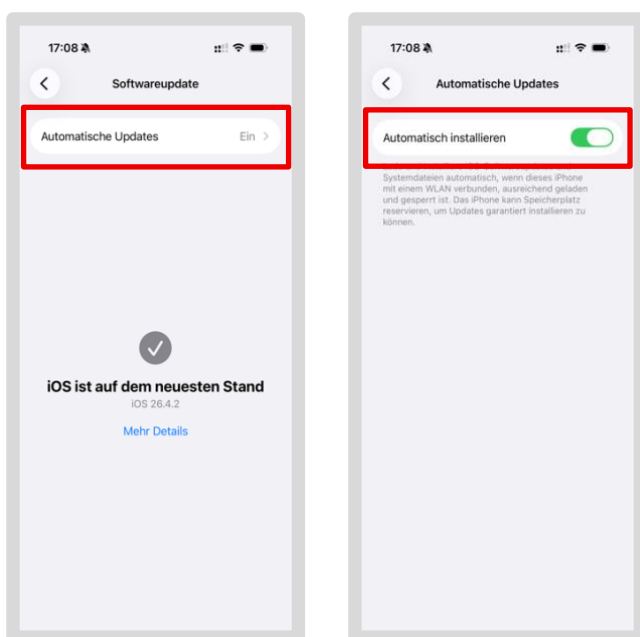 17:08
Softwareupdate
Automatische Updates Ein
iOS ist auf dem neuesten Stand
iOS 26.4.2
Mehr Details
17:08
Automatische Updates
Automatisch installieren
Systemdateien automatisch, wenn dieses iPhone
mit einem WLAN verbunden, ausreichend geladen
und gesperrt ist. Das iPhone kann Speicherplatz
reservieren, um Updates garantiert installieren zu
können.